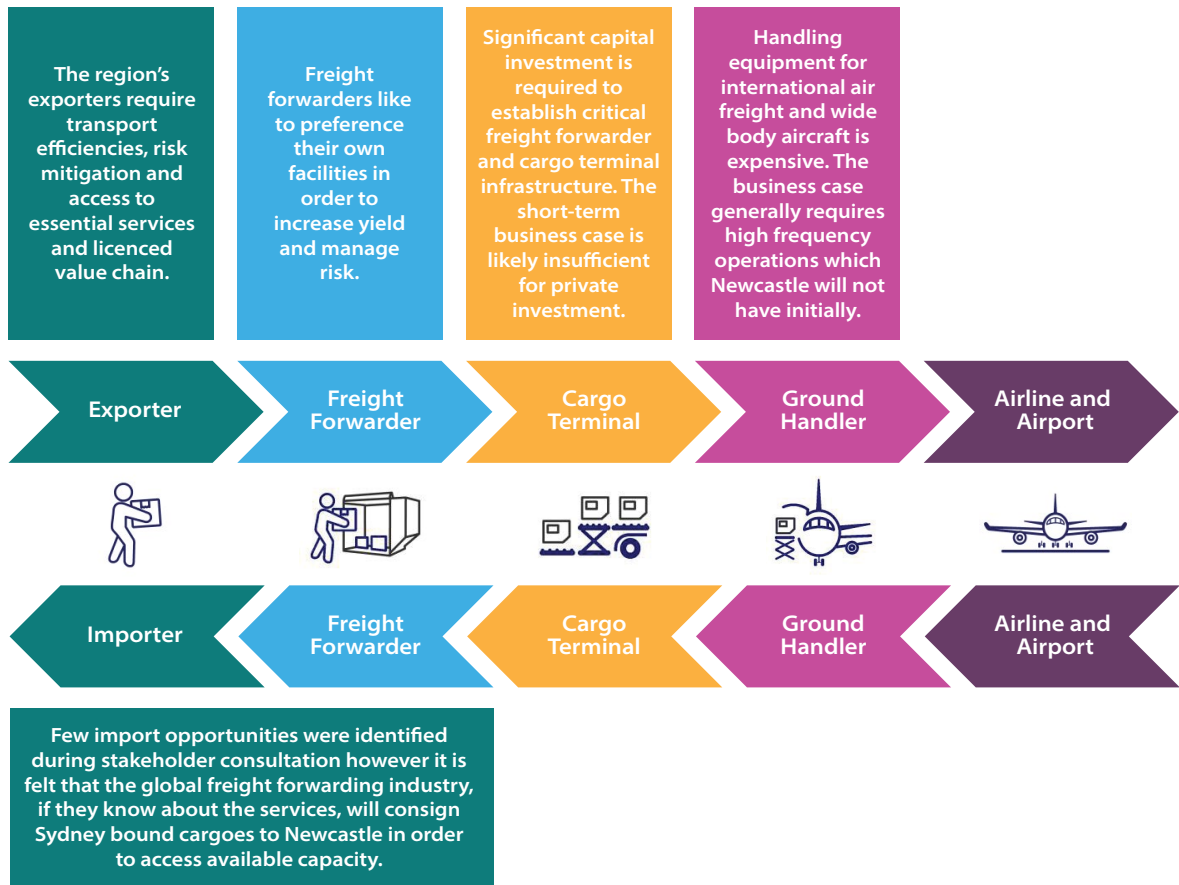 The region's
exporters require
transport
efficiencies, risk
mitigation and
access to
essential services
and licenced
value chain.
Freight
forwarders like
to preference
their own
facilities in
order to
increase yield
and manage
risk.
Significant capital
investment is
required to
establish critical
freight forwarder
and cargo terminal
infrastructure. The
short-term
business case is
likely insufficient
for private
investment.
Handling
equipment for
international air
freight and wide
body aircraft is
expensive. The
business case
generally requires
high frequency
operations which
Newcastle will not
have initially.
Exporter
Freight
Forwarder
Cargo
Terminal
Ground
Handler
Airline and
Airport
Importer
Freight
Forwarder
Cargo
Terminal
Ground
Handler
Airline and
Airport
Few import opportunities were identified
during stakeholder consultation however it is
felt that the global freight forwarding industry,
if they know about the services, will consign
Sydney bound cargoes to Newcastle in order
to access available capacity.